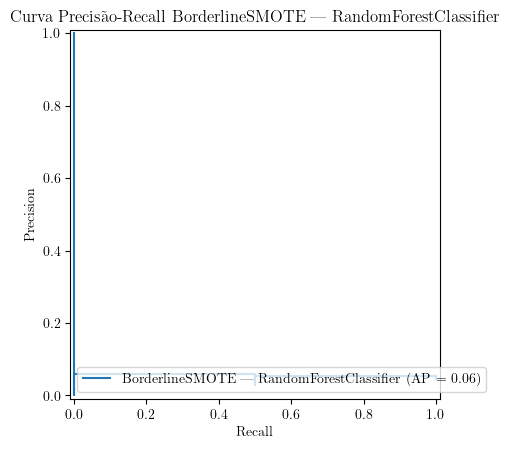 Curva Precisão-Recall BorderlineSMOTE — RandomForestClassifier
1.0
0.8
0.6
0.4
0.2
0.0
Precision
BorderlineSMOTE — RandomForestClassifier (AP = 0.06)
0.0 0.2 0.4 0.6 0.8 1.0
Recall